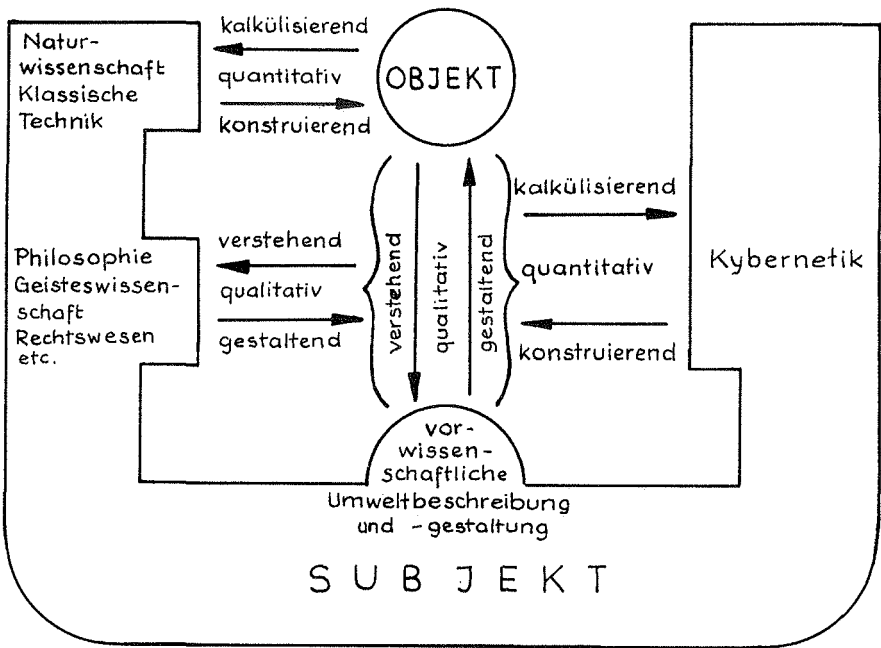 kalkülisierend
Natur-
wissenschaft
Klassische
Technik
quantitativ
konstruierend
OBJEKT
Philosophie
Geisteswissen-
schaft
Rechtswesen
etc.
verstehend
qualitativ
gestaltend
verstehend
qualitativ
gestaltend
kalkülisierend
quantitativ
konstruierend
Kybernetik
vor-
wissen-
schaftliche
Umweltbeschreibung
und -gestaltung
SUBJEKT